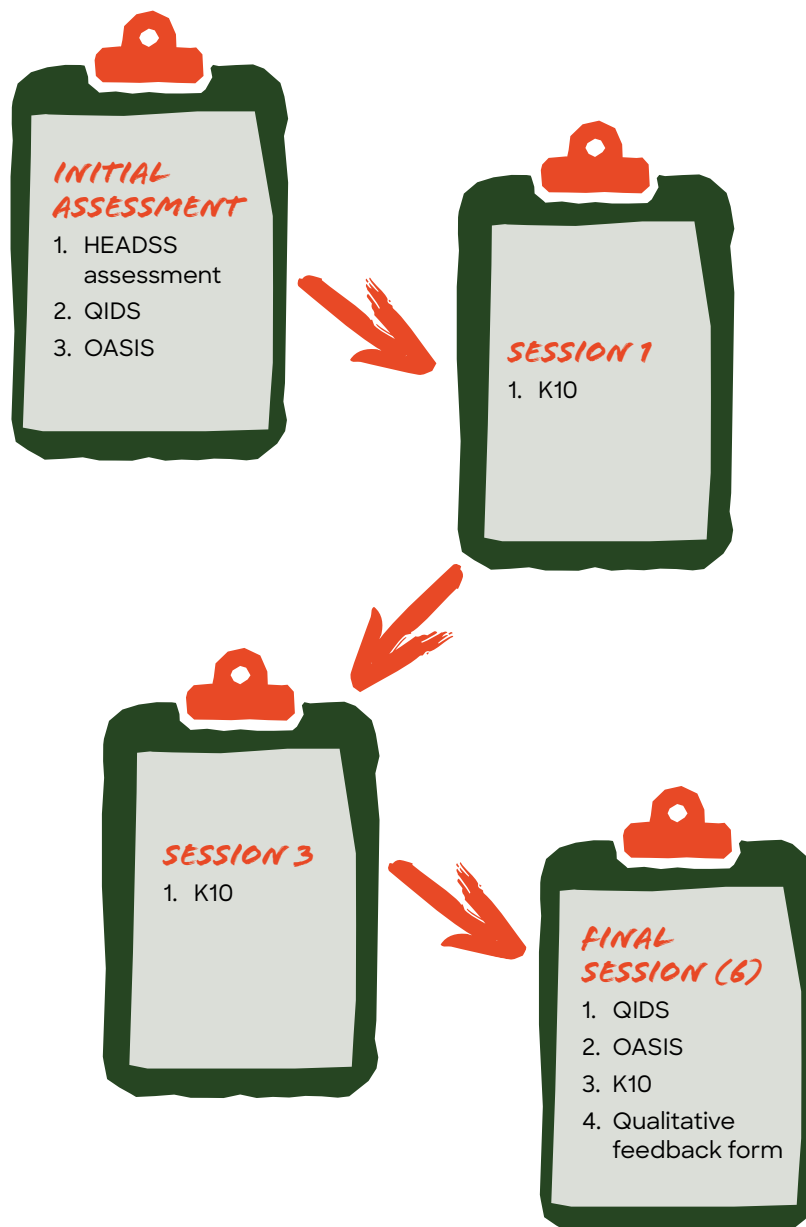 INITIAL
ASSESSMENT
1. HEADSS
assessment
2. QIDS
3. OASIS
SESSION 1
1. K10
SESSION 3
1. K10
FINAL
SESSION (6)
1. QIDS
2. OASIS
3. K10
4. Qualitative
feedback form